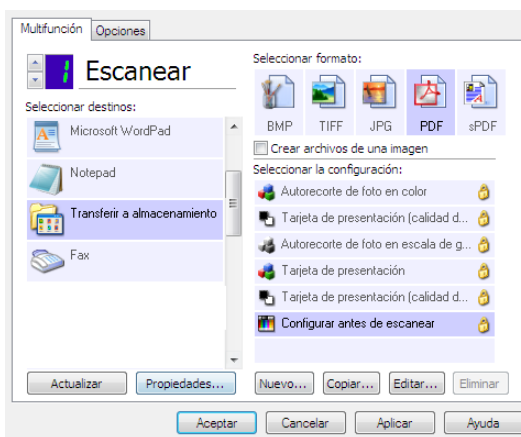 Multifunción
Opciones
1
Escanear
Seleccionar destinos:
Microsoft WordPad
Notepad
Transferir a almacenamiento
Fax
Actualizar
Propiedades...
Seleccionar formato:
BMP
TIFF
JPG
PDF
sPDF
Crear archivos de una imagen
Seleccionar la configuración:
Autorecorte de foto en color
Tarjeta de presentación (calidad d...
Autorecorte de foto en escala de g...
Tarjeta de presentación
Tarjeta de presentación (calidad d...
Configurar antes de escanear
Nuevo...
Copiar...
Editar...
Eliminar
Aceptar
Cancelar
Aplicar
Ayuda